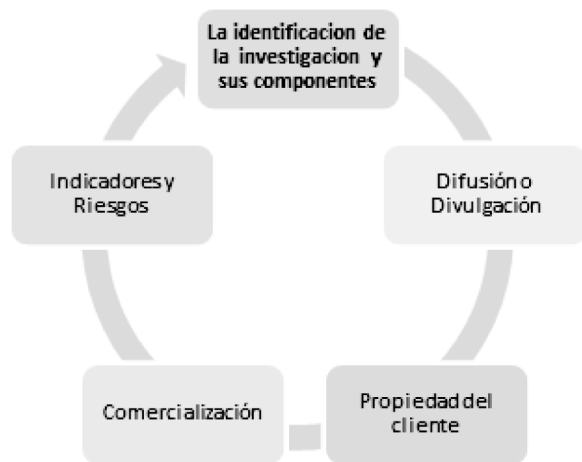 La identificacion de
la investigacion y
sus componentes
Difusión o
Divulgación
Propiedad del
cliente
Comercialización
Indicadores y
Riesgos